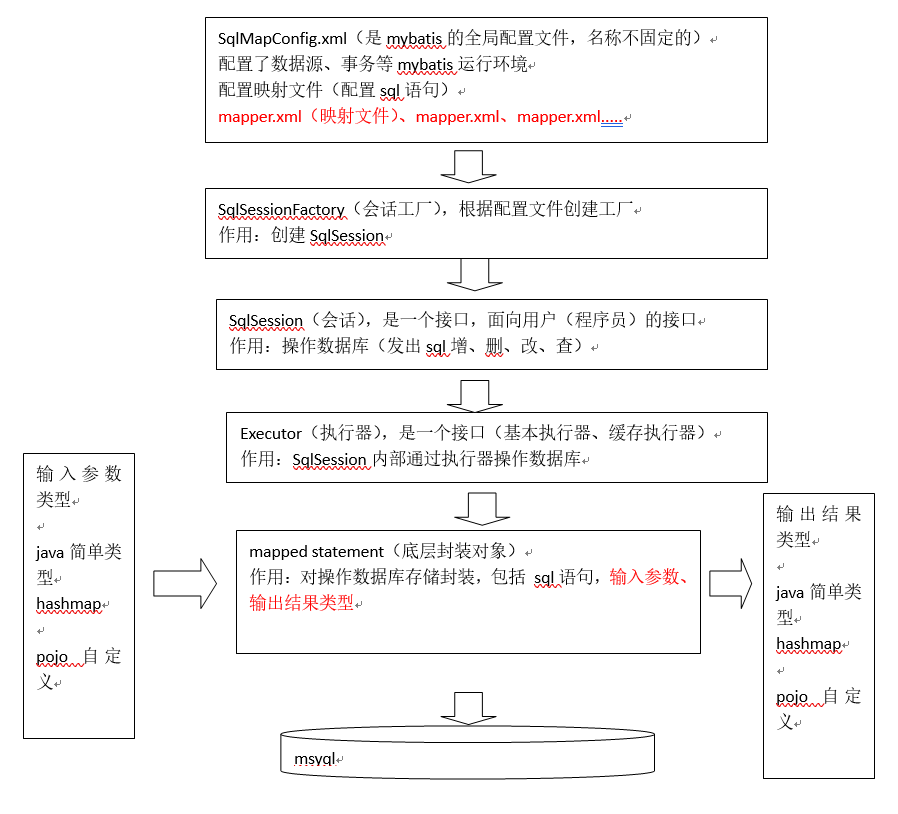 SqlMapConfig.xml（是 mybatis 的全局配置文件，名称不固定的）
配置了数据源、事务等 mybatis 运行环境
配置映射文件（配置 sql 语句）
mapper.xml（映射文件）、mapper.xml、mapper.xml.....
SqlSessionFactory（会话工厂），根据配置文件创建工厂
作用：创建 SqlSession
SqlSession（会话），是一个接口，面向用户（程序员）的接口
作用：操作数据库（发出 sql 增、删、改、查）
Executor（执行器），是一个接口（基本执行器、缓存执行器）
作用：SqlSession 内部通过执行器操作数据库
输入参数
类型
java 简单类
型
hashmap
pojo 自定
义
mapped statement（底层封装对象）
作用：对操作数据库存储封装，包括 sql 语句，输入参数、
输出结果类型
输出结果
类型
java 简单类
型
hashmap
pojo 自定
义
msyql